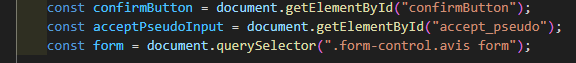 const confirmButton = document.getElementById("confirmButton");
const acceptPseudoInput = document.getElementById("accept_pseudo");
const form = document.querySelector(".form-control.avis form");